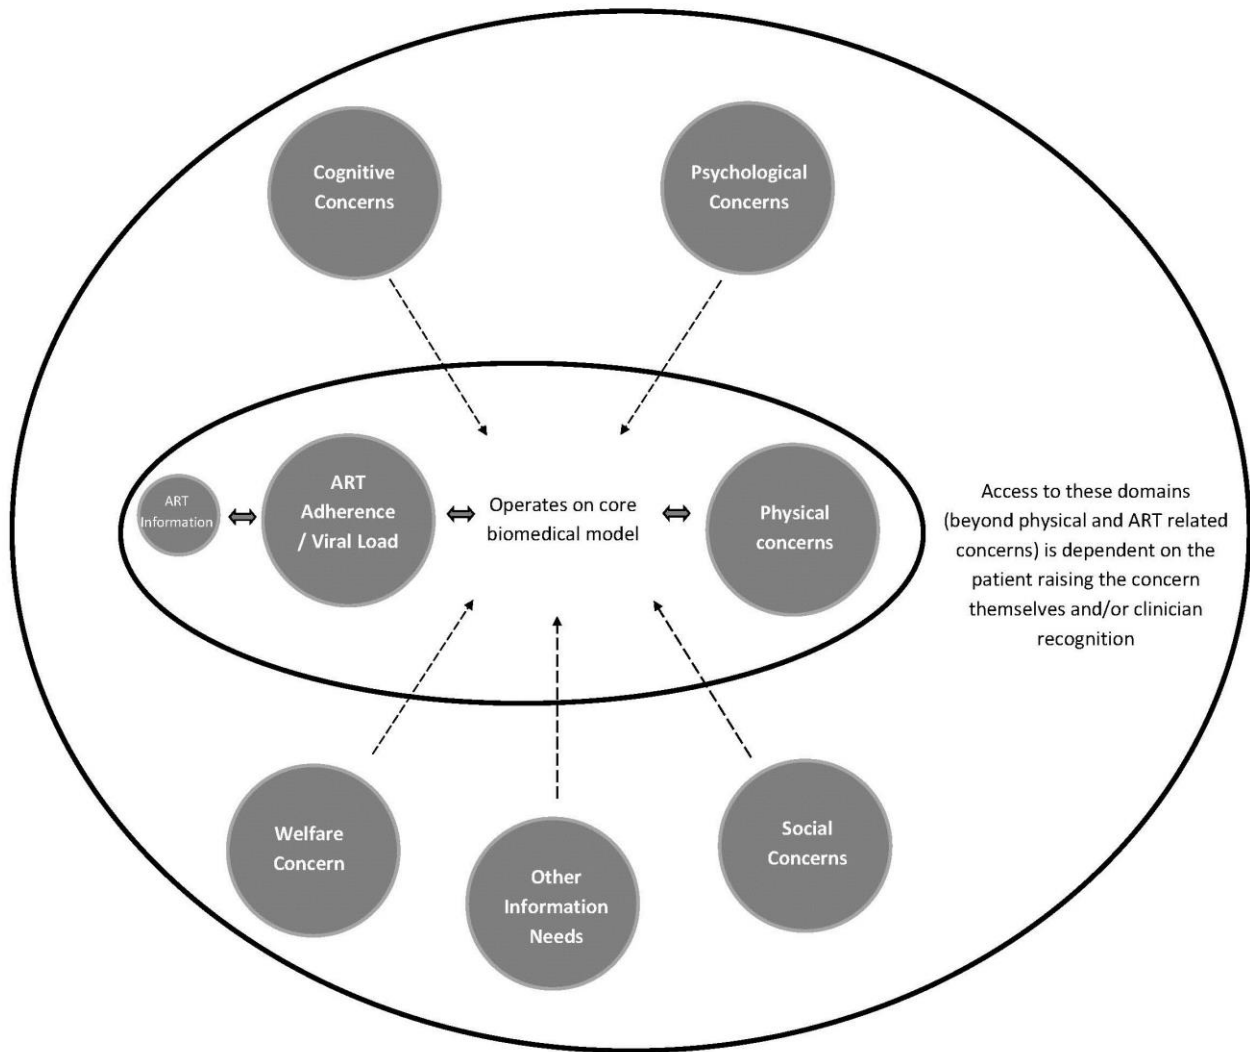 Cognitive
Concerns
Psychological
Concerns
ART
Information
ART
Adherence
/ Viral Load
Operates on core
biomedical model
Physical
concerns
Access to these domains
(beyond physical and ART related
concerns) is dependent on the
patient raising the concern
themselves and/or clinician
recognition
Welfare
Concern
Other
Information
Needs
Social
Concerns